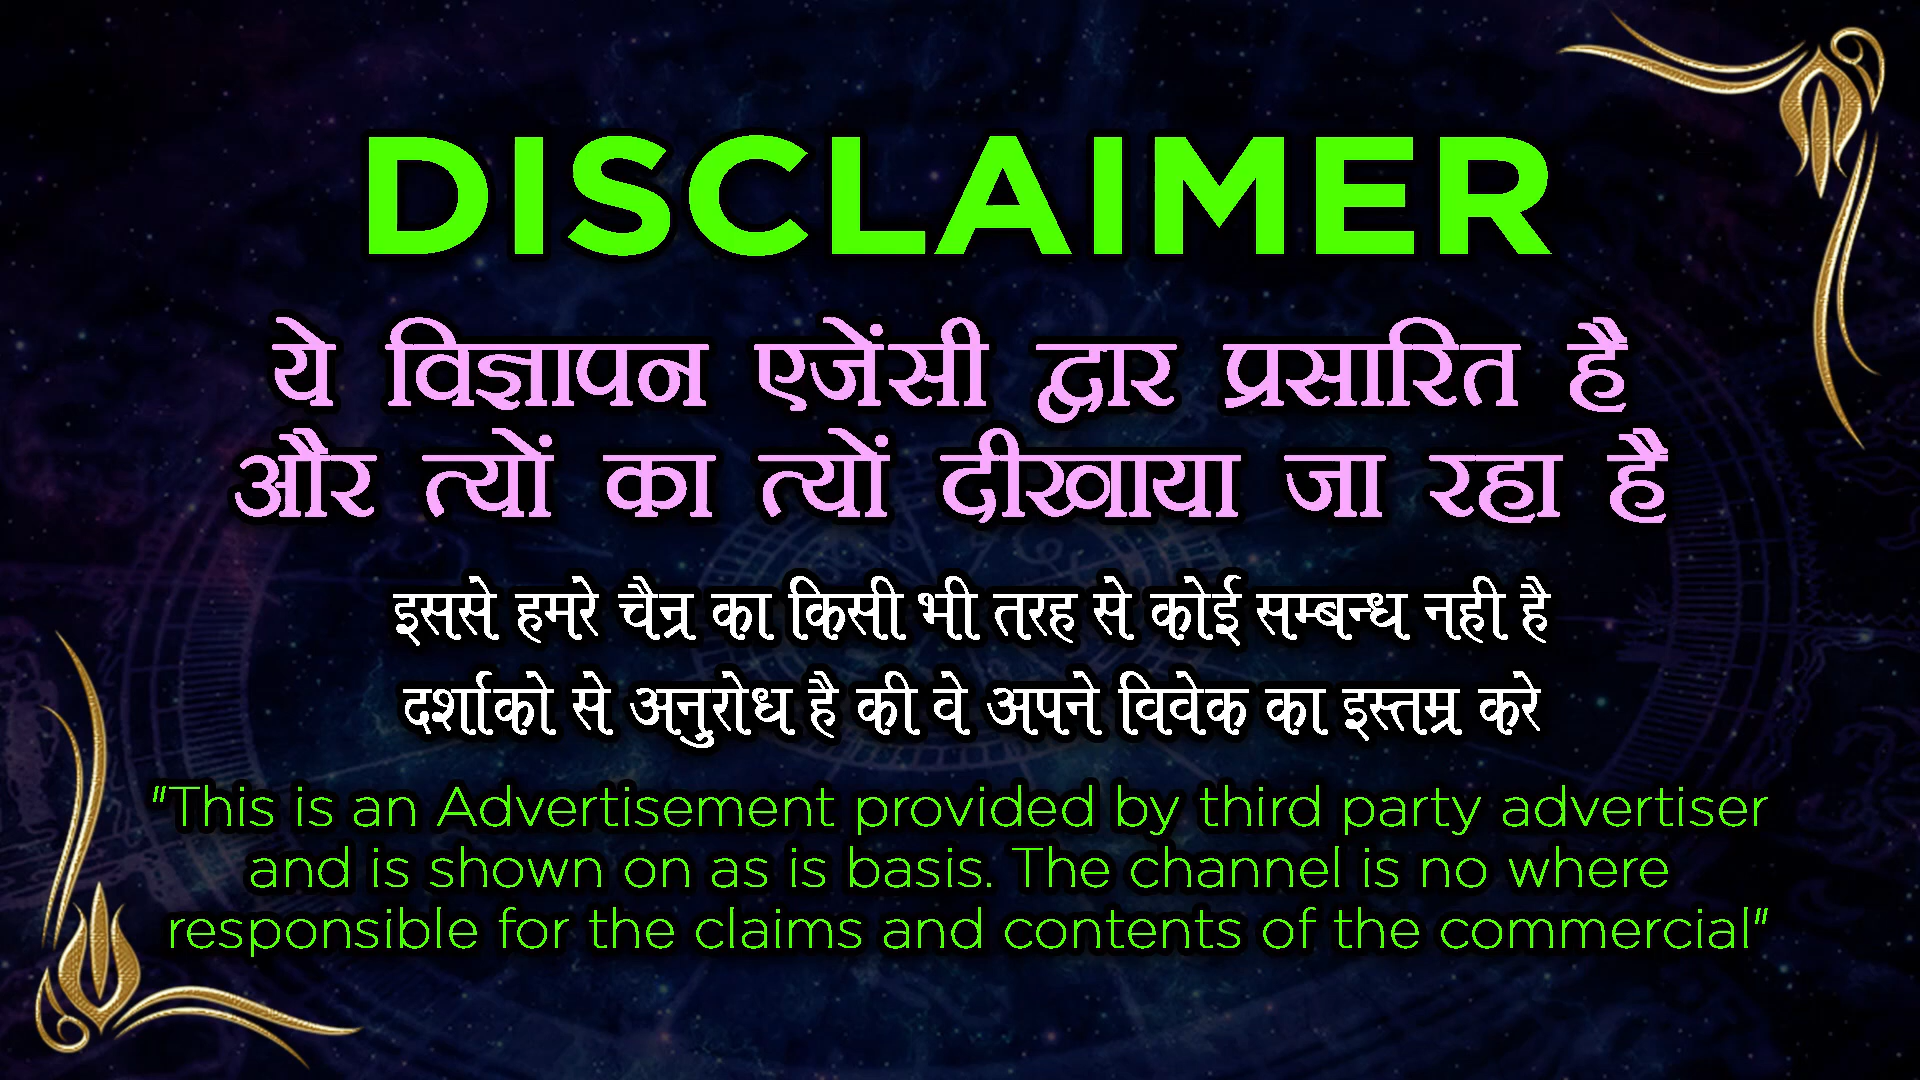 DISCLAIMER
ये विज्ञापन एजेंसी द्वार प्रसारित है
और त्यों का त्यों दीखाया जा रहा है
इससे हमरे चैन्र का किसी भी तरह से कोई सम्बन्ध नही है
दर्शाको से अनुरोध है की वे अपने विवेक का इस्तम्र करे
"This is an Advertisement provided by third party advertiser
and is shown on as is basis. The channel is no where
responsible for the claims and contents of the commercial"